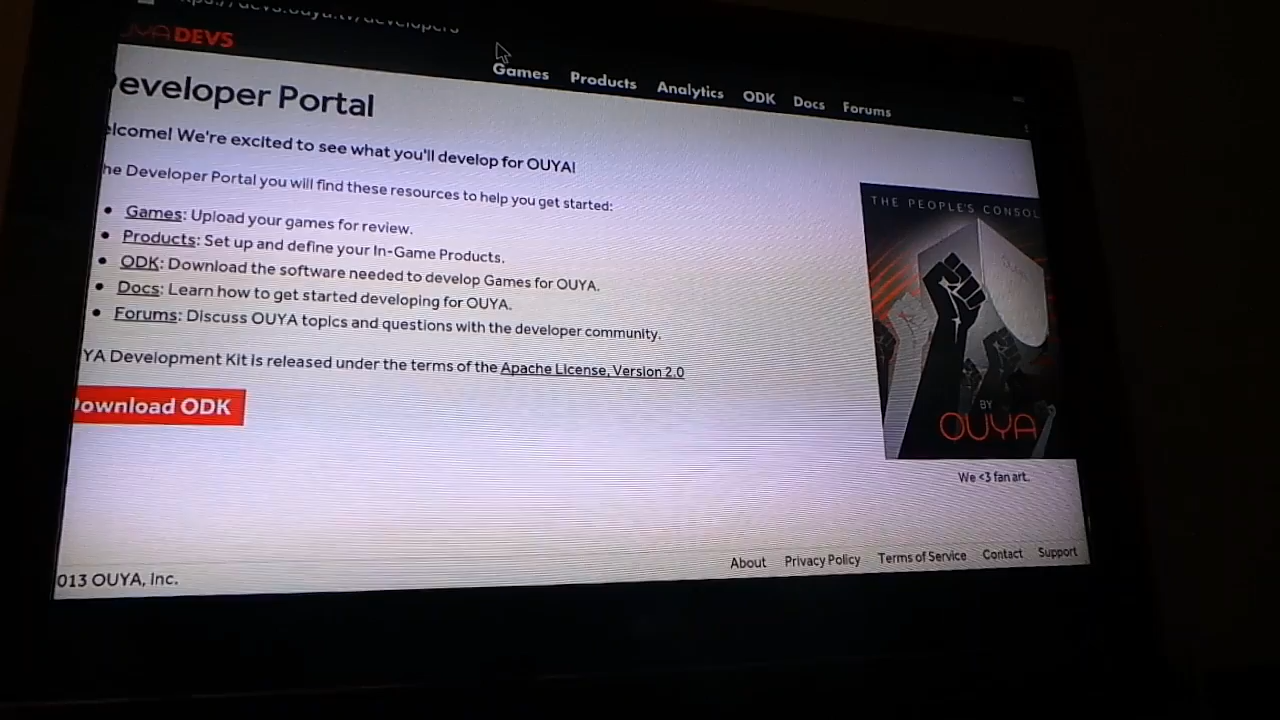 DEVS
Games Products Analytics ODK Docs Forums
eveloper Portal
lcome! We're excited to see what you'll develop for OUYA!
he Developer Portal you will find these resources to help you get started:
Games: Upload your games for review.
Products: Set up and define your In-Game Products.
ODK: Download the software needed to develop Games for OUYA.
Docs: Learn how to get started developing for OUYA.
Forums: Discuss OUYA topics and questions with the developer community.
YA Development Kit is released under the terms of the Apache License, Version 2.0
ownload ODK
THE PEOPLE'S CONSOL
BY
OUYA
We <3 fan art.
About Privacy Policy Terms of Service Contact Support
013 OUYA, Inc.